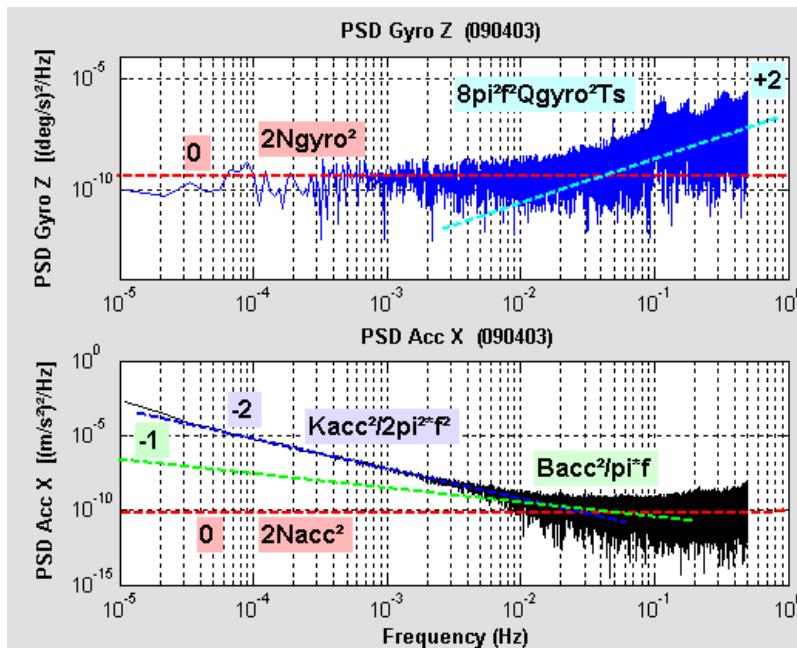 PSD Gyro Z (090403)
PSD Gyro Z [(deg/s)²/Hz]
10⁻⁵
10⁻¹⁰
0
2Ngyro²
8pi²f²Qgyro²Ts
+2
10⁻⁵
10⁻⁴
10⁻³
10⁻²
10⁻¹
10⁰
PSD Acc X (090403)
PSD Acc X [(m/s²)²/Hz]
10⁰
10⁻⁵
10⁻¹⁰
10⁻¹⁵
-2
-1
Kacc²/2pi²*f²
Bacc²/pi*f
0
2Nacc²
10⁻⁵
10⁻⁴
10⁻³
10⁻²
10⁻¹
10⁰
Frequency (Hz)